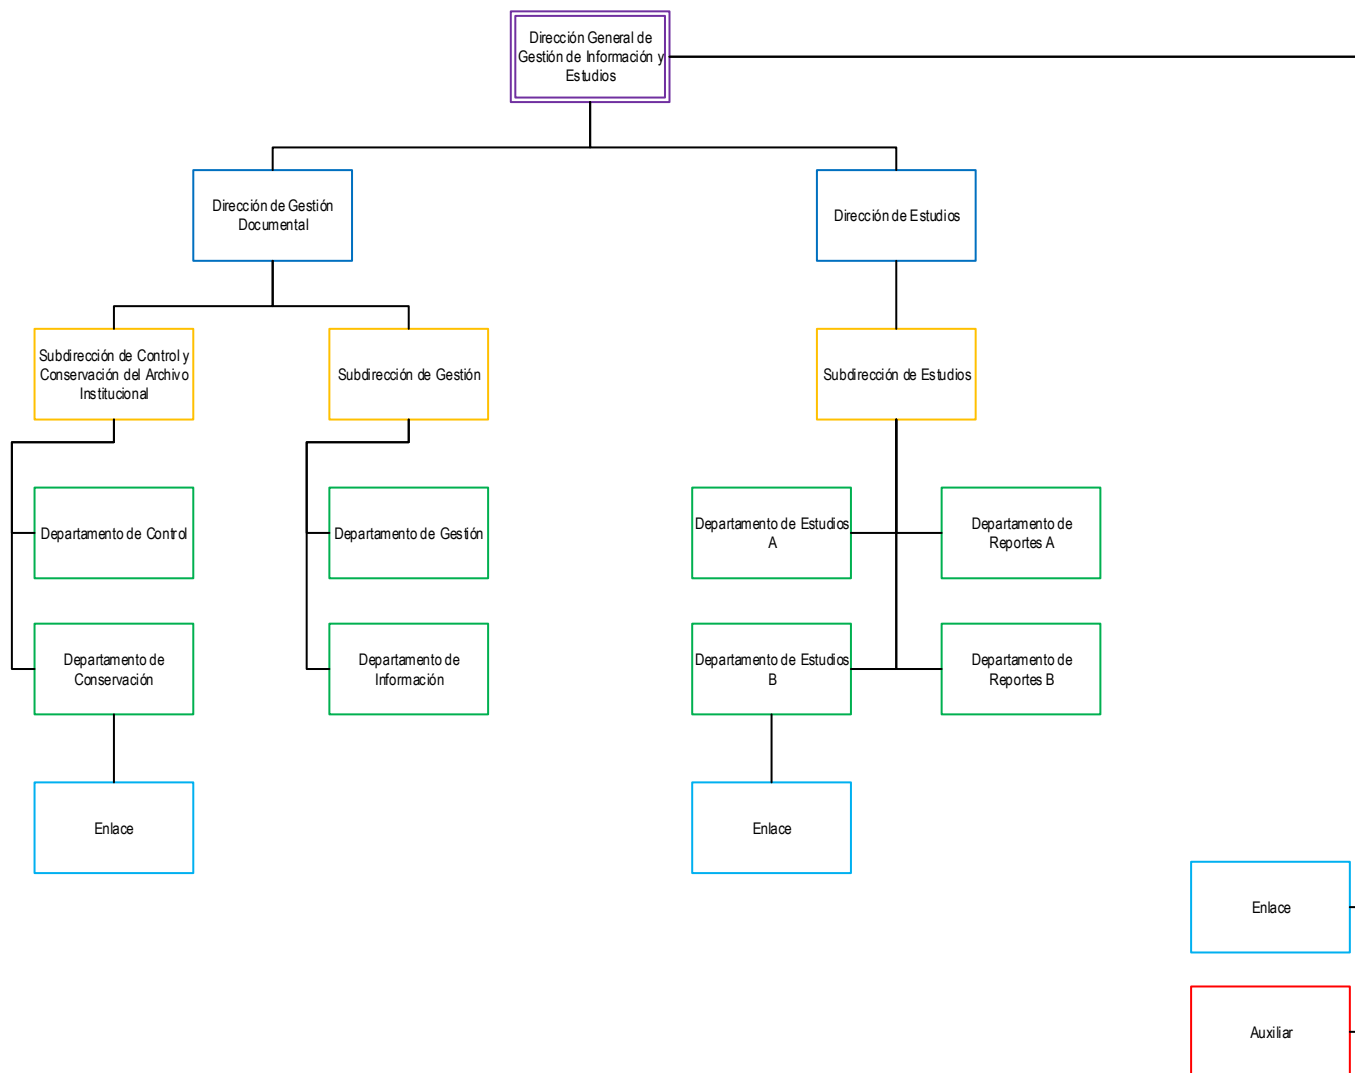 Dirección General de
Gestión de Información y
Estudios
Dirección de Gestión
Documental
Dirección de Estudios
Subdirección de Control y
Conservación del Archivo
Institucional
Subdirección de Gestión
Subdirección de Estudios
Departamento de Control
Departamento de Gestión
Departamento de Estudios
A
Departamento de
Reportes A
Departamento de
Conservación
Departamento de
Información
Departamento de Estudios
B
Departamento de
Reportes B
Enlace
Enlace
Enlace
Auxiliar